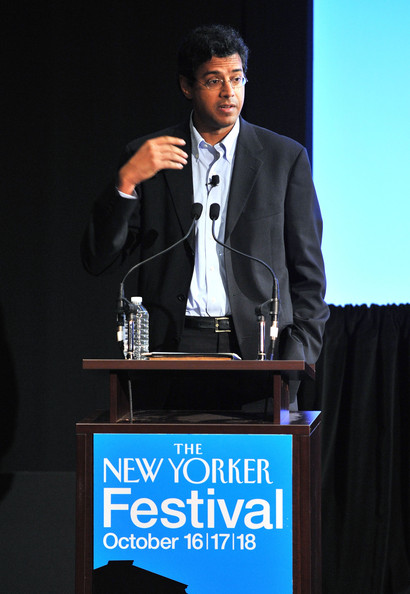 THE
NEW YORKER
Festival
October 16|17|18